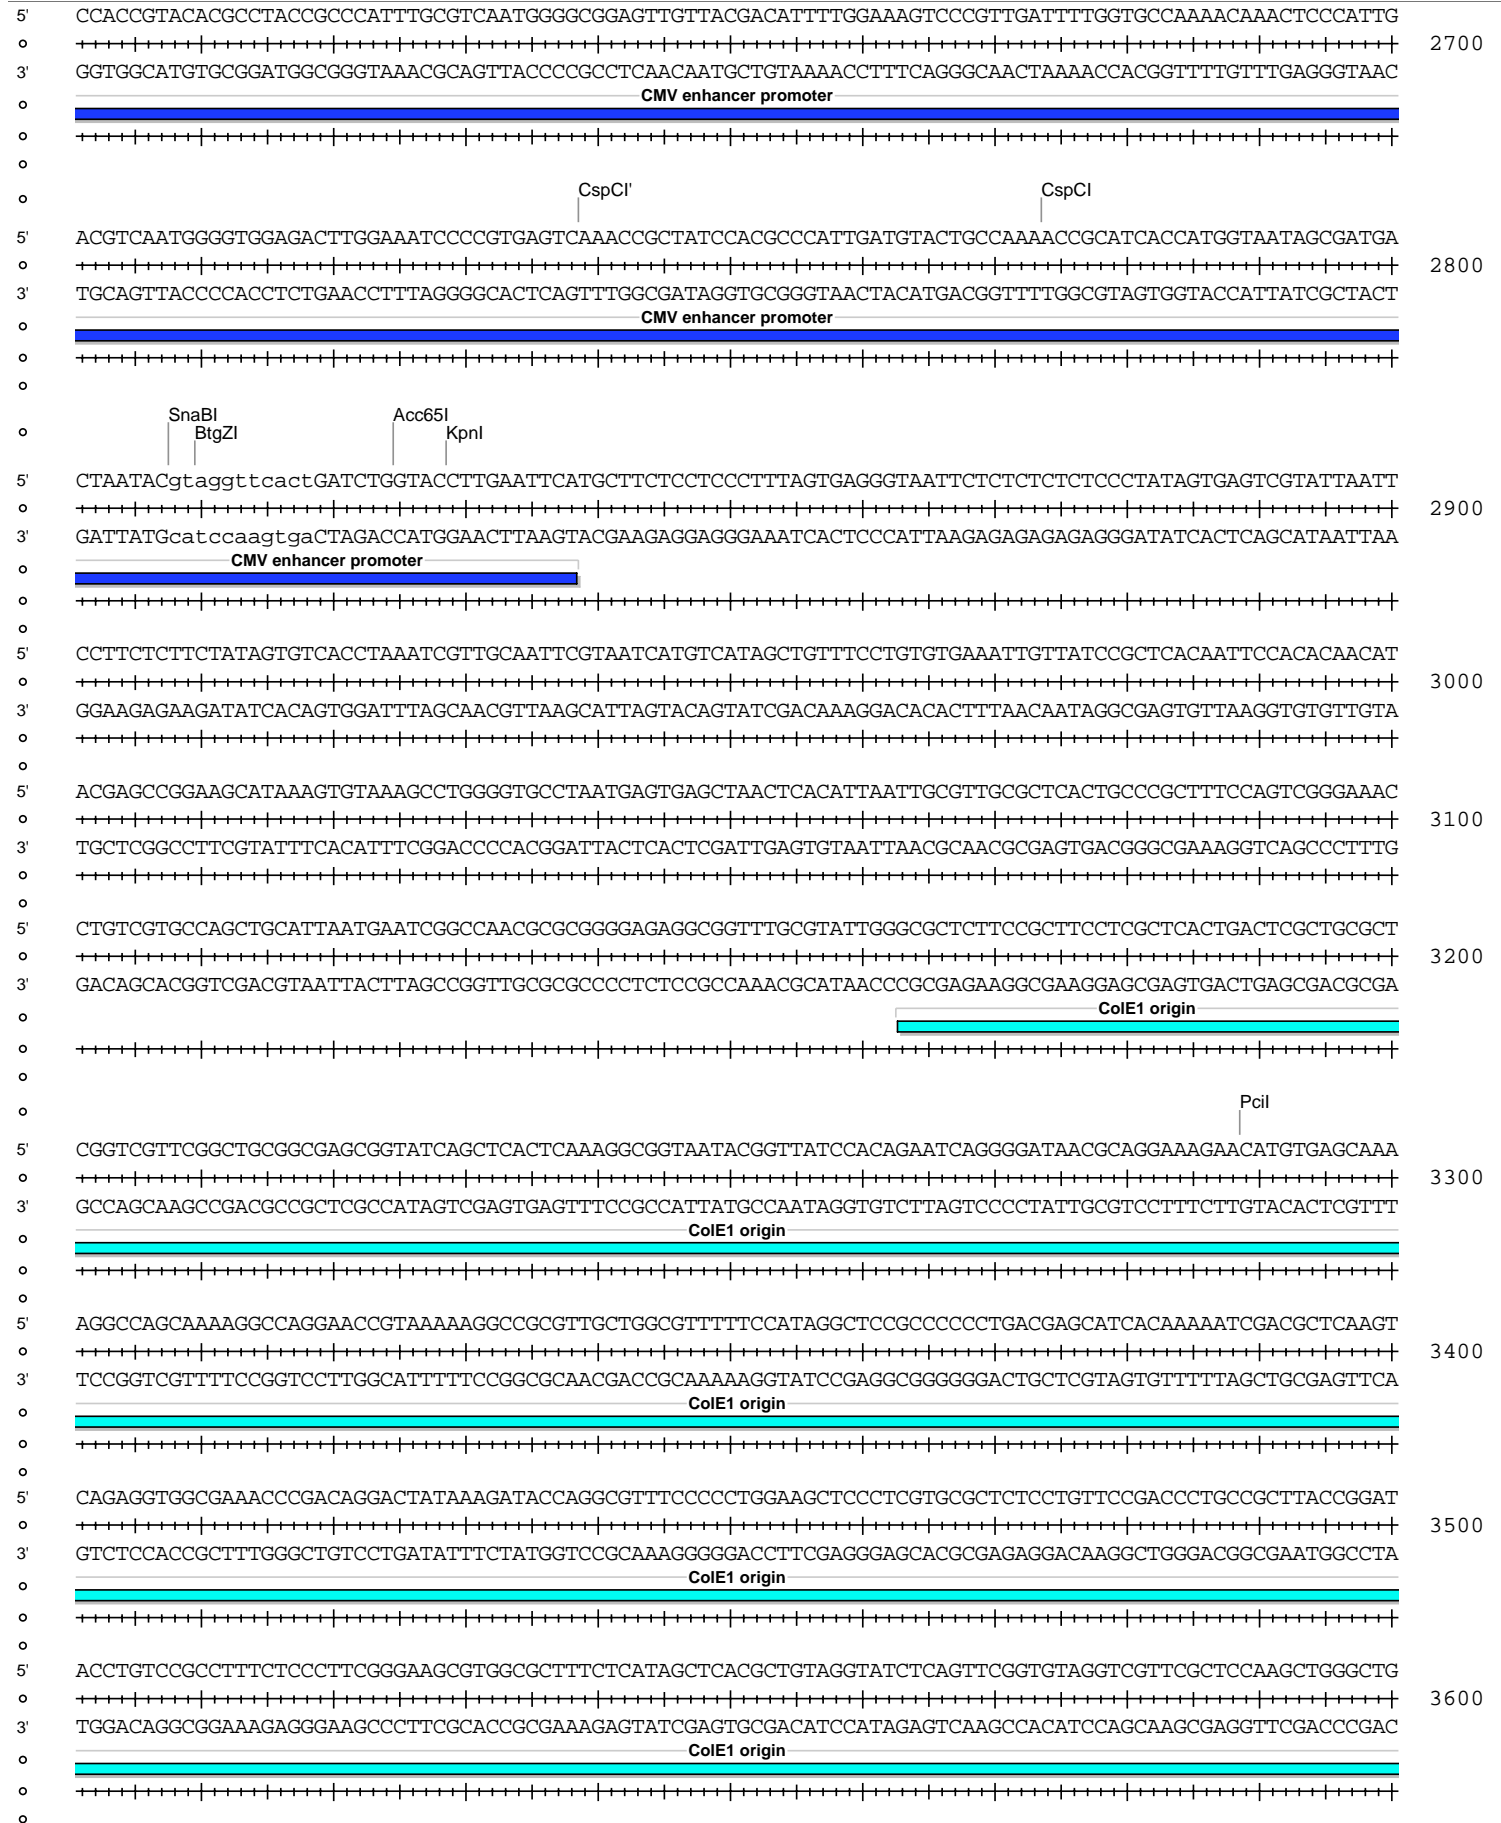 5' CCACCGTACACGCCTACCGCCCATTTGCGTCAATGGGGCGGAGTTGTTACGACATTTTGGAAAGTCCCGTTGATTTTGGTGCCAAAACAAACTCCCATTG
2700
3' GGTGGCATGTGCGGATGGCGGGTAAACGCAGTTACCCCGCCTCAACAATGCTGTAAAACCTTTCAGGGCAACTAAAACCACGGTTTTGTTTGAGGGTAAC
CMV enhancer promoter
CspCI' CspCI
5' ACGTCAATGGGGTGGAGACTTGGAAATCCCCGTGAGTCAAACCGCTATCCACGCCCATTGATGTACTGCCAAAACCGCATCACCATGGTAATAGCGATGA
2800
3' TGCAGTTACCCCACCTCTGAACCTTTAGGGGCACTCAGTTTGGCGATAGGTGCGGGTAACTACATGACGGTTTTGGCGTAGTGGTACCATTATCGCTACT
CMV enhancer promoter
SnaBI Acc65I
BtgZI KpnI
5' CTAATACgtaggttcactGATCTGGTACCTTGAATTCATGCTTCTCCTCCCTTTAGTGAGGGTAATTCTCTCTCTCTCCCTATAGTGAGTCGTATTAATT
2900
3' GATTATGcatccaagtgaCTAGACCATGGAACTTAAGTACGAAGAGGAGGGAAATCACTCCCATTAAGAGAGAGAGAGGGATATCACTCAGCATAATTAA
CMV enhancer promoter
5' CCTTCTCTTCTATAGTGTCACCTAAATCGTTGCAATTCGTAATCATGTCATAGCTGTTTCCTGTGTGAAATTGTTATCCGCTCACAATTCCACACAACAT
3000
3' GGAAGAGAAGATATCACAGTGGATTTAGCAACGTTAAGCATTAGTACAGTATCGACAAAGGACACACTTTAACAATAGGCGAGTGTTAAGGTGTGTTGTA
5' ACGAGCCGGAAGCATAAAGTGTAAAGCCTGGGGTGCCTAATGAGTGAGCTAACTCACATTAATTGCGTTGCGCTCACTGCCCGCTTTCCAGTCGGGAAAC
3100
3' TGCTCGGCCTTCGTATTTCACATTTCGGACCCCACGGATTACTCACTCGATTGAGTGTAATTAACGCAACGCGAGTGACGGGCGAAAGGTCAGCCCTTTG
5' CTGTCGTGCCAGCTGCATTAATGAATCGGCCAACGCGCGGGGAGAGGCGGTTTGCGTATTGGGCGCTCTTCCGCTTCCTCGCTCACTGACTCGCTGCGCT
3200
3' GACAGCACGGTCGACGTAATTACTTAGCCGGTTGCGCGCCCCTCTCCGCCAAACGCATAACCCGCGAGAAGGCGAAGGAGCGAGTGACTGAGCGACGCGA
ColE1 origin
PciI
5' CGGTCGTTCGGCTGCGGCGAGCGGTATCAGCTCACTCAAAGGCGGTAATACGGTTATCCACAGAATCAGGGGATAACGCAGGAAAGAACATGTGAGCAAA
3300
3' GCCAGCAAGCCGACGCCGCTCGCCATAGTCGAGTGAGTTTCCGCCATTATGCCAATAGGTGTCTTAGTCCCCTATTGCGTCCTTTCTTGTACACTCGTTT
ColE1 origin
5' AGGCCAGCAAAAGGCCAGGAACCGTAAAAAGGCCGCGTTGCTGGCGTTTTTCCATAGGCTCCGCCCCCCTGACGAGCATCACAAAAATCGACGCTCAAGT
3400
3' TCCGGTCGTTTTCCGGTCCTTGGCATTTTTCCGGCGCAACGACCGCAAAAAGGTATCCGAGGCGGGGGGACTGCTCGTAGTGTTTTTAGCTGCGAGTTCA
ColE1 origin
5' CAGAGGTGGCGAAACCCGACAGGACTATAAAGATACCAGGCGTTTCCCCCTGGAAGCTCCCTCGTGCGCTCTCCTGTTCCGACCCTGCCGCTTACCGGAT
3500
3' GTCTCCACCGCTTTGGGCTGTCCTGATATTTCTATGGTCCGCAAAGGGGGACCTTCGAGGGAGCACGCGAGAGGACAAGGCTGGGACGGCGAATGGCCTA
ColE1 origin
5' ACCTGTCCGCCTTTCTCCCTTCGGGAAGCGTGGCGCTTTCTCATAGCTCACGCTGTAGGTATCTCAGTTCGGTGTAGGTCGTTCGCTCCAAGCTGGGCTG
3600
3' TGGACAGGCGGAAAGAGGGAAGCCCTTCGCACCGCGAAAGAGTATCGAGTGCGACATCCATAGAGTCAAGCCACATCCAGCAAGCGAGGTTCGACCCGAC
ColE1 origin